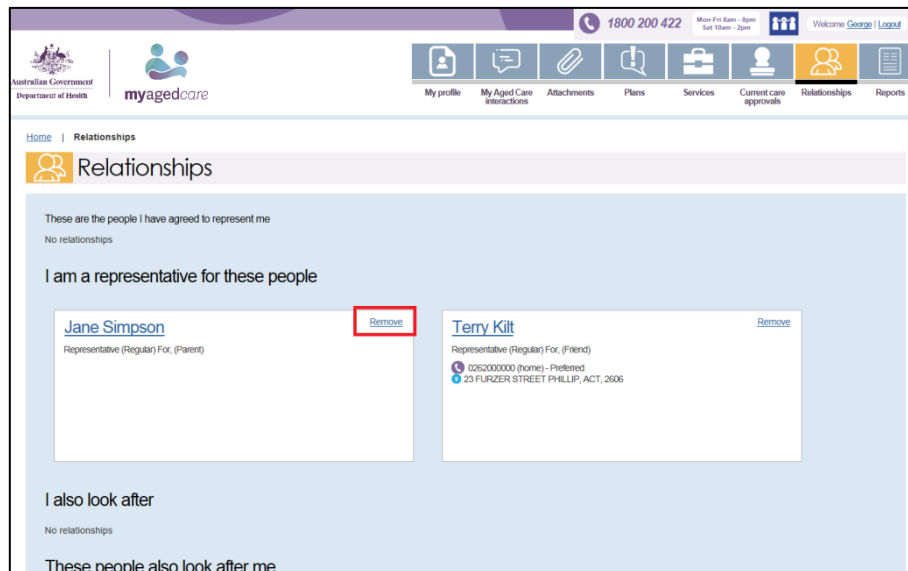 1800 200 422
Mon-Fri 8am - 8pm
Sat 10am - 2pm
Welcome George | Logout
Australian Government
Department of Health
myagedcare
My profile
My Aged Care interactions
Attachments
Plans
Services
Current care approvals
Relationships
Reports
Home | Relationships
Relationships
These are the people I have agreed to represent me
No relationships
I am a representative for these people
Jane Simpson
Remove
Representative (Regular) For, (Parent)
Terry Kilt
Remove
Representative (Regular) For, (Friend)
0262000000 (home) - Preferred
23 FURZER STREET PHILLIP, ACT, 2606
I also look after
No relationships
These people also look after me